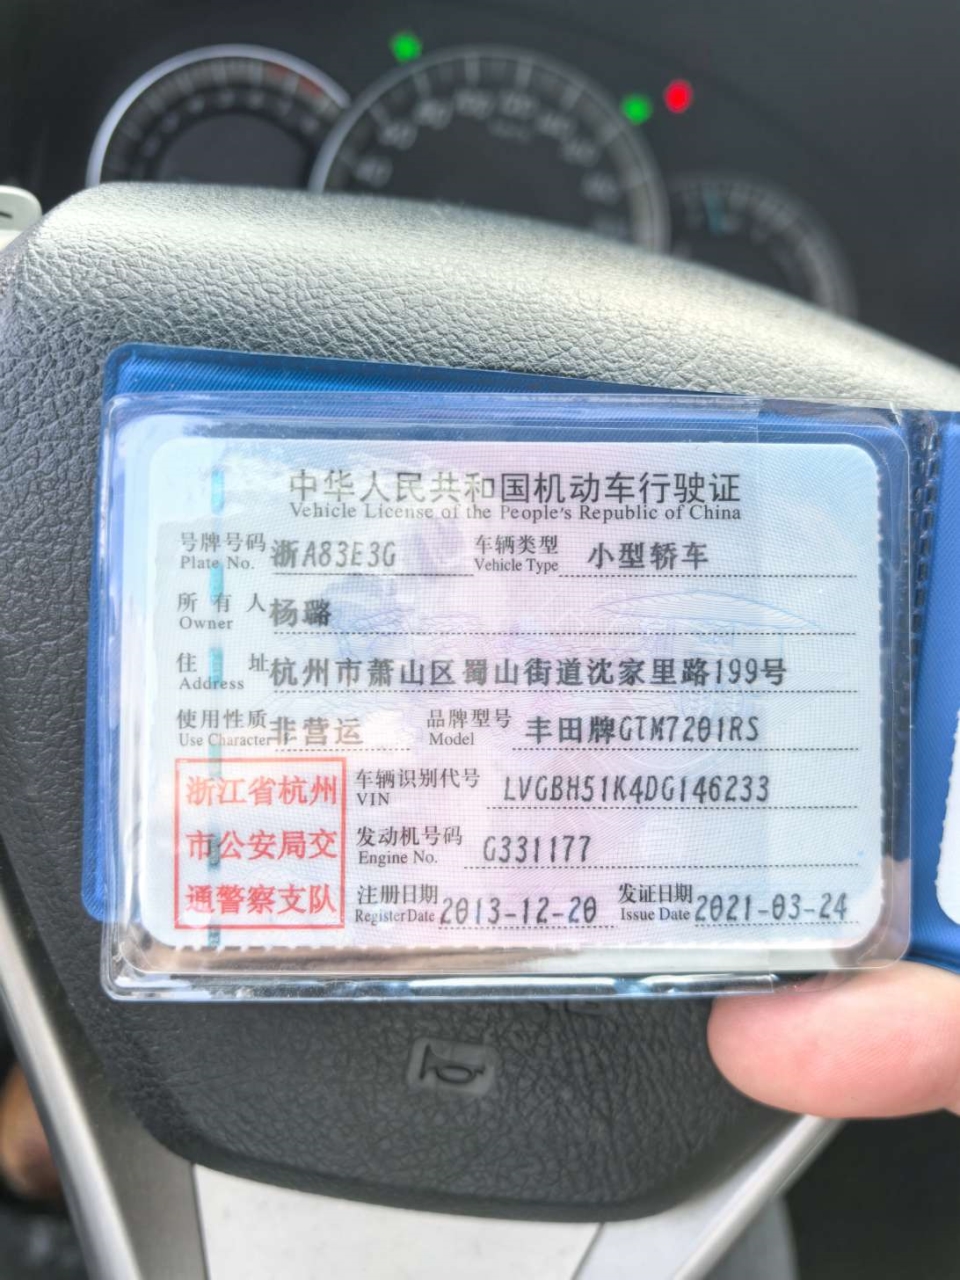 中华人民共和国机动车行驶证
Vehicle License of the People's Republic of China
号牌号码 浙A83E3G 车辆类型 小型轿车
Plate No. Vehicle Type
所有人 杨璐
Owner
住址 杭州市萧山区蜀山街道沈家里路199号
Address
使用性质 非营运 品牌型号 丰田牌GTM7201RS
Use Character Model
浙江省杭州
市公安局交
通警察支队
车辆识别代号 LVGBH51K4DG146233
VIN
发动机号码 G331177
Engine No.
注册日期 2013-12-20 发证日期 2021-03-24
Register Date Issue Date